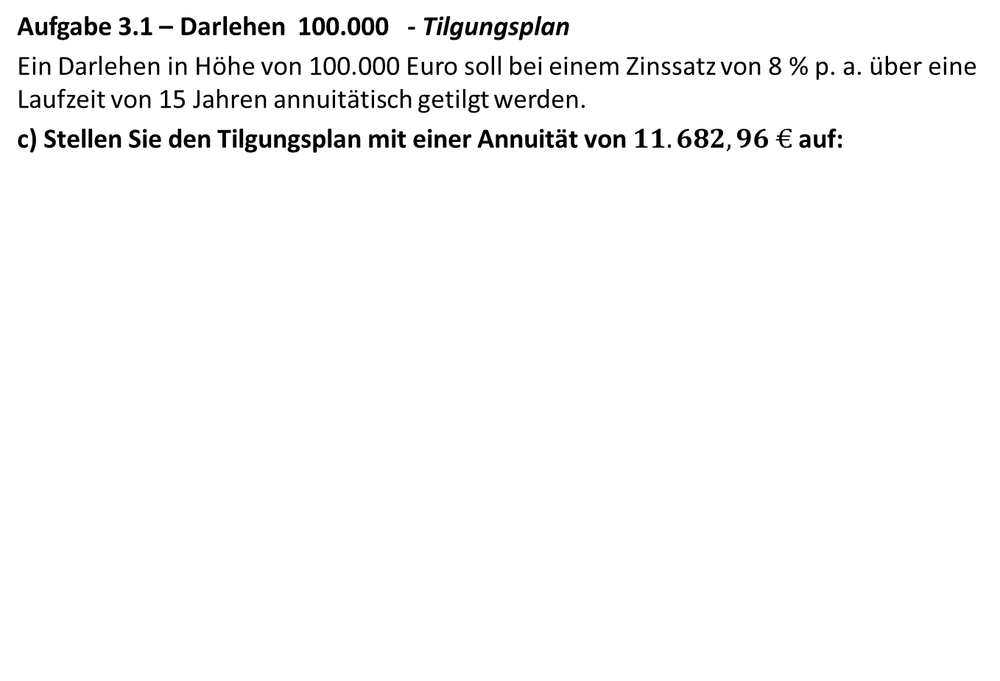 Aufgabe 3.1 – Darlehen 100.000 - Tilgungsplan
Ein Darlehen in Höhe von 100.000 Euro soll bei einem Zinssatz von 8 % p. a. über eine
Laufzeit von 15 Jahren annuitätisch getilgt werden.
c) Stellen Sie den Tilgungsplan mit einer Annuität von 11.682,96 € auf: